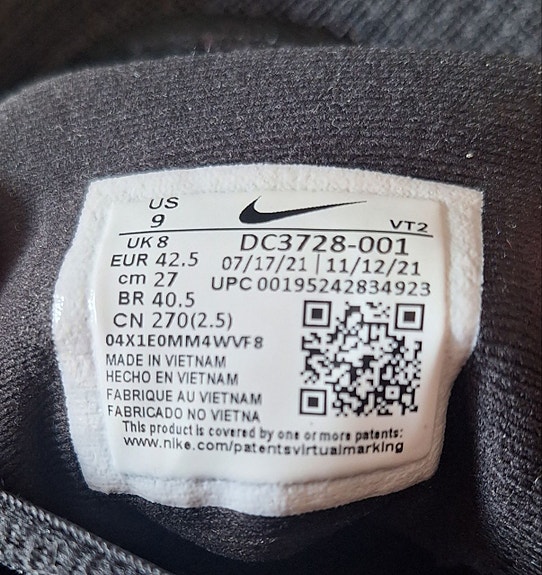 US
9
VT2
UK 8
DC3728-001
EUR 42.5
07/17/21 | 11/12/21
cm 27
UPC 00195242834923
BR 40.5
CN 270(2.5)
04X1E0MM4WVF8
MADE IN VIETNAM
HECHO EN VIETNAM
FABRIQUE AU VIETNAM
FABRICADO NO VIETNA
This product is covered by one or more patents:
www.nike.com/patentsvirtualmarking